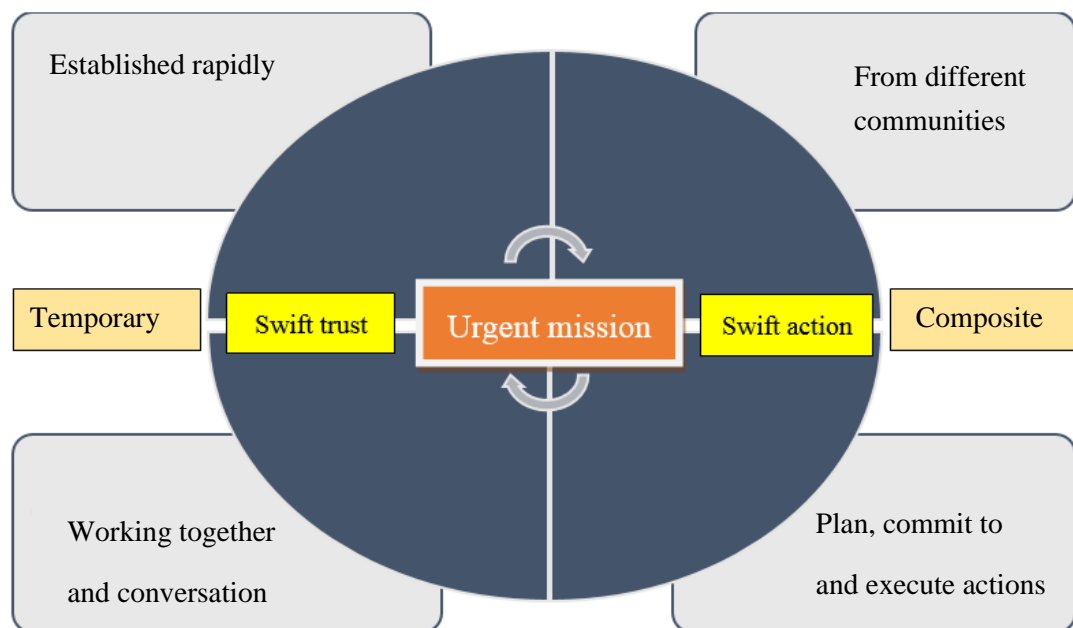 Established rapidly
From different
communities
Temporary
Swift trust
Urgent mission
Swift action
Composite
Working together
and conversation
Plan, commit to
and execute actions